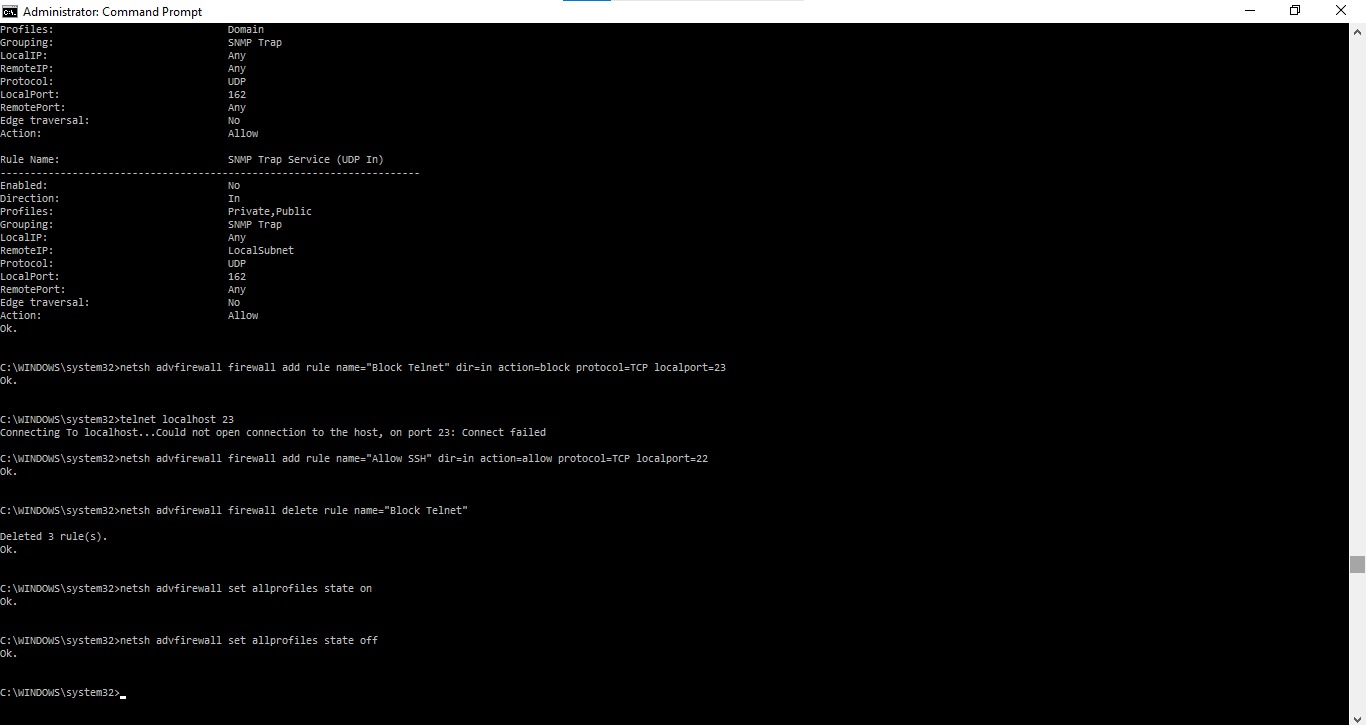 Administrator: Command Prompt
Profiles: Domain
Grouping: SNMP Trap
LocalIP: Any
RemoteIP: Any
Protocol: UDP
LocalPort: 162
RemotePort: Any
Edge traversal: No
Action: Allow
Rule Name: SNMP Trap Service (UDP In)
----------------------------------------------------------------------
Enabled: No
Direction: In
Profiles: Private,Public
Grouping: SNMP Trap
LocalIP: Any
RemoteIP: LocalSubnet
Protocol: UDP
LocalPort: 162
RemotePort: Any
Edge traversal: No
Action: Allow
Ok.
C:\WINDOWS\system32>netsh advfirewall firewall add rule name="Block Telnet" dir=in action=block protocol=TCP localport=23
Ok.
C:\WINDOWS\system32>telnet localhost 23
Connecting To localhost...Could not open connection to the host, on port 23: Connect failed
C:\WINDOWS\system32>netsh advfirewall firewall add rule name="Allow SSH" dir=in action=allow protocol=TCP localport=22
Ok.
C:\WINDOWS\system32>netsh advfirewall firewall delete rule name="Block Telnet"
Deleted 3 rule(s).
Ok.
C:\WINDOWS\system32>netsh advfirewall set allprofiles state on
Ok.
C:\WINDOWS\system32>netsh advfirewall set allprofiles state off
Ok.
C:\WINDOWS\system32>